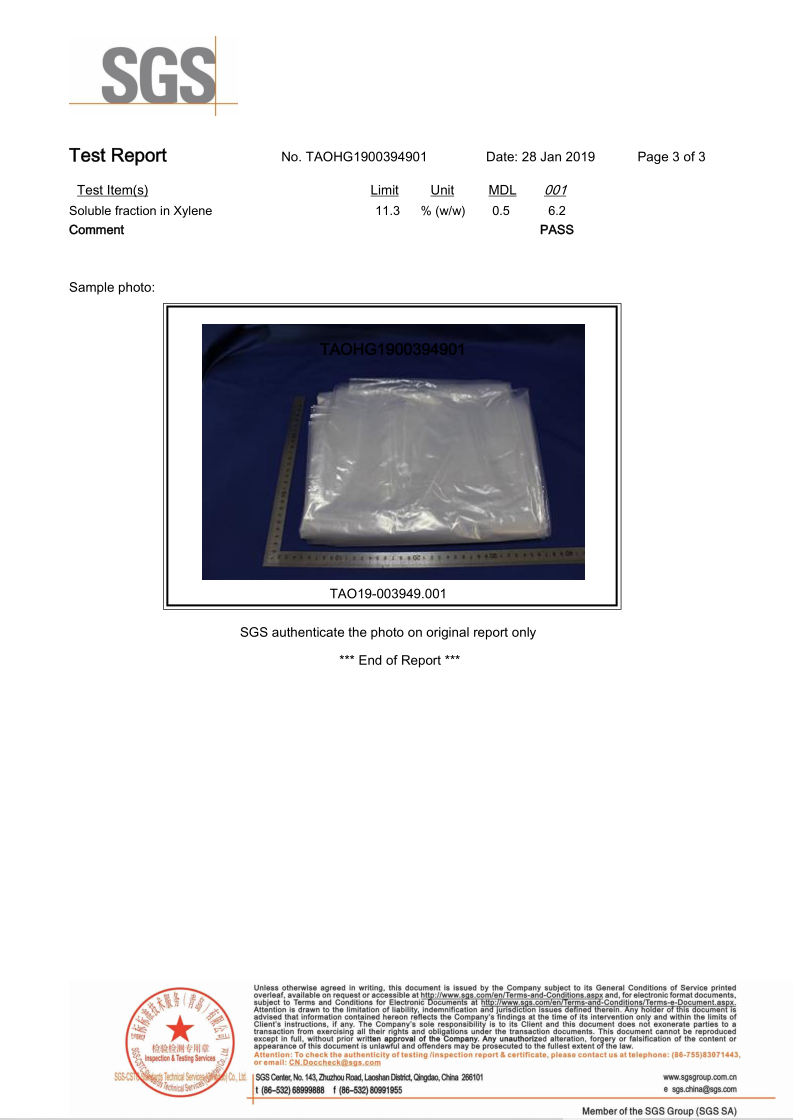 SGS
Test Report No. TAOHG1900394901 Date: 28 Jan 2019 Page 3 of 3
Test Item(s) Limit Unit MDL 001
Soluble fraction in Xylene 11.3 % (w/w) 0.5 6.2
Comment PASS
Sample photo:
TAOHG1900394901
TAO19-003949.001
SGS authenticate the photo on original report only
*** End of Report ***
Unless otherwise agreed in writing, this document is issued by the Company subject to its General Conditions of Service printed
overleaf, available on request or accessible at http://www.sgs.com/en/Terms-and-Conditions.aspx and, for electronic format documents,
subject to Terms and Conditions for Electronic Documents at http://www.sgs.com/en/Terms-and-Conditions/Terms-e-Document.aspx.
Attention is drawn to the limitation of liability, indemnification and jurisdiction issues defined therein. Any holder of this document is
advised that information contained hereon reflects the Company's findings at the time of its intervention only and within the limits of
Client's instructions, if any. The Company's sole responsibility is to its Client and this document does not exonerate parties to a
transaction from exercising all their rights and obligations under the transaction documents. This document cannot be reproduced
except in full, without prior written approval of the Company. Any unauthorized alteration, forgery or falsification of the content or
appearance of this document is unlawful and offenders may be prosecuted to the fullest extent of the law.
Attention: To check the authenticity of testing /inspection report & certificate, please contact us at telephone: (86-755)83071443,
or email: CN.Doccheck@sgs.com
检验检测专用章
Inspection & Testing Services
SGS Center, No. 143, Zhuzhou Road, Laoshan District, Qingdao, China 266101 www.sgsgroup.com.cn
t (86-532) 68999888 f (86-532) 80991955 e sgs.china@sgs.com
Member of the SGS Group (SGS SA)